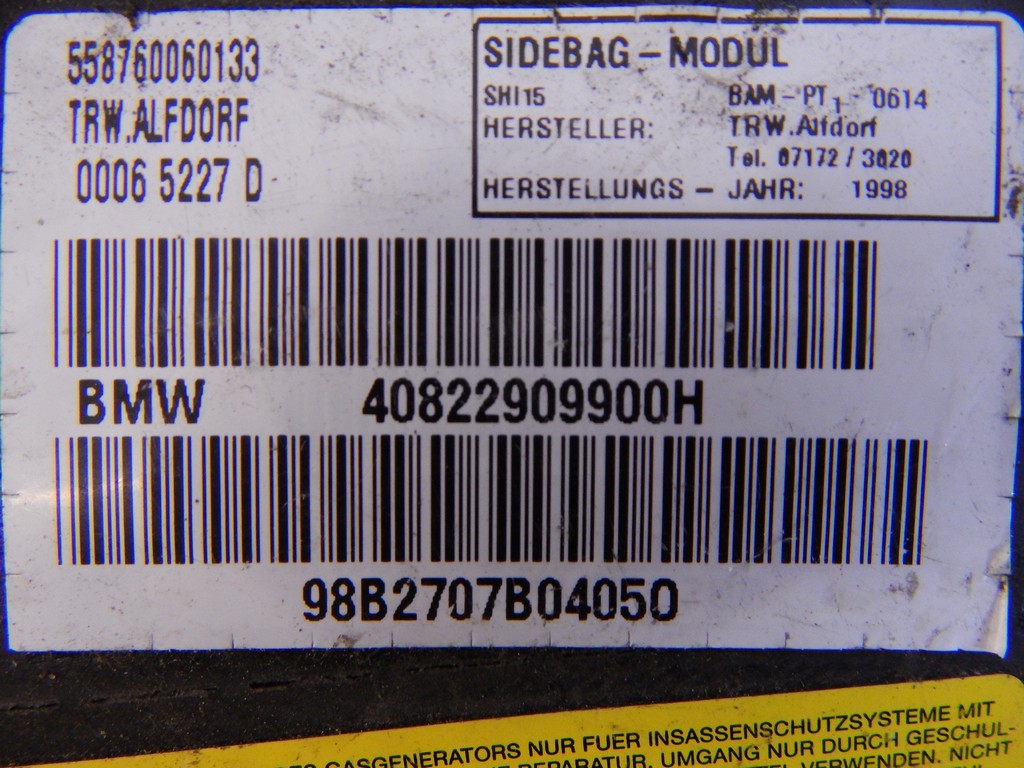 558760060133
TRW.ALFDORF
0006 5227 D
SIDEBAG - MODUL
SHI15 BAM - PT1 - 0614
HERSTELLER: TRW.Alfdorf
Tel. 07172 / 3020
HERSTELLUNGS - JAHR: 1998
BMW 40822909900H
98B2707B04050
GASGENERATORS NUR FUER INSASSENSCHUTZSYSTEME MIT
REPARATUR, UMGANG NUR DURCH GESCHUL-
VERWENDEN. NICHT